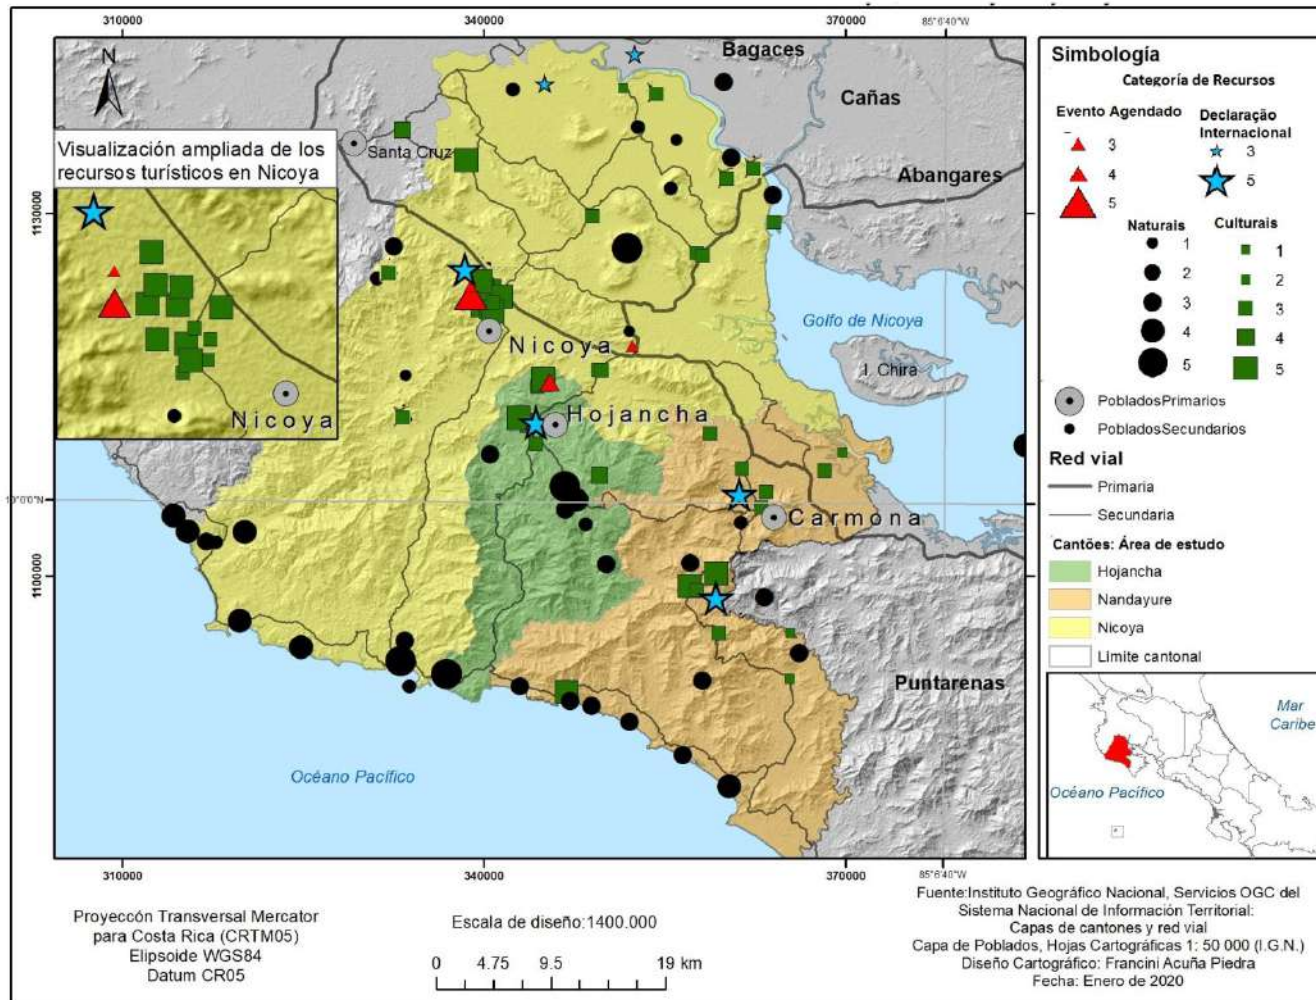 310000
340000
370000
85°6'40"W
N
Bagaces
Cañas
Santa Cruz
Abangares
Visualización ampliada de los
recursos turísticos en Nicoya
Nicoya
1130000
Golfo de Nicoya
I. Chira
Nicoya
Hojancha
10°0'0"N
Carmona
1100000
Puntarenas
Océano Pacífico
310000
340000
370000
85°6'40"W
Simbología
Categoría de Recursos
Evento Agendado
3
4
5
Declaração
Internacional
3
5
Naturais
1
2
3
4
5
Culturais
1
2
3
4
5
PobladosPrimarios
PobladosSecundarios
Red vial
Primaria
Secundaria
Cantões: Área de estudo
Hojancha
Nandayure
Nicoya
Limite cantonal
Mar
Caribe
Océano Pacífico
Proyeccón Transversal Mercator
para Costa Rica (CRTM05)
Elipsoide WGS84
Datum CR05
Escala de diseño:1400.000
0 4.75 9.5 19 km
Fuente:Instituto Geográfico Nacional, Servicios OGC del
Sistema Nacional de Información Territorial:
Capas de cantones y red vial
Capa de Poblados, Hojas Cartográficas 1: 50 000 (I.G.N.)
Diseño Cartográfico: Francini Acuña Piedra
Fecha: Enero de 2020